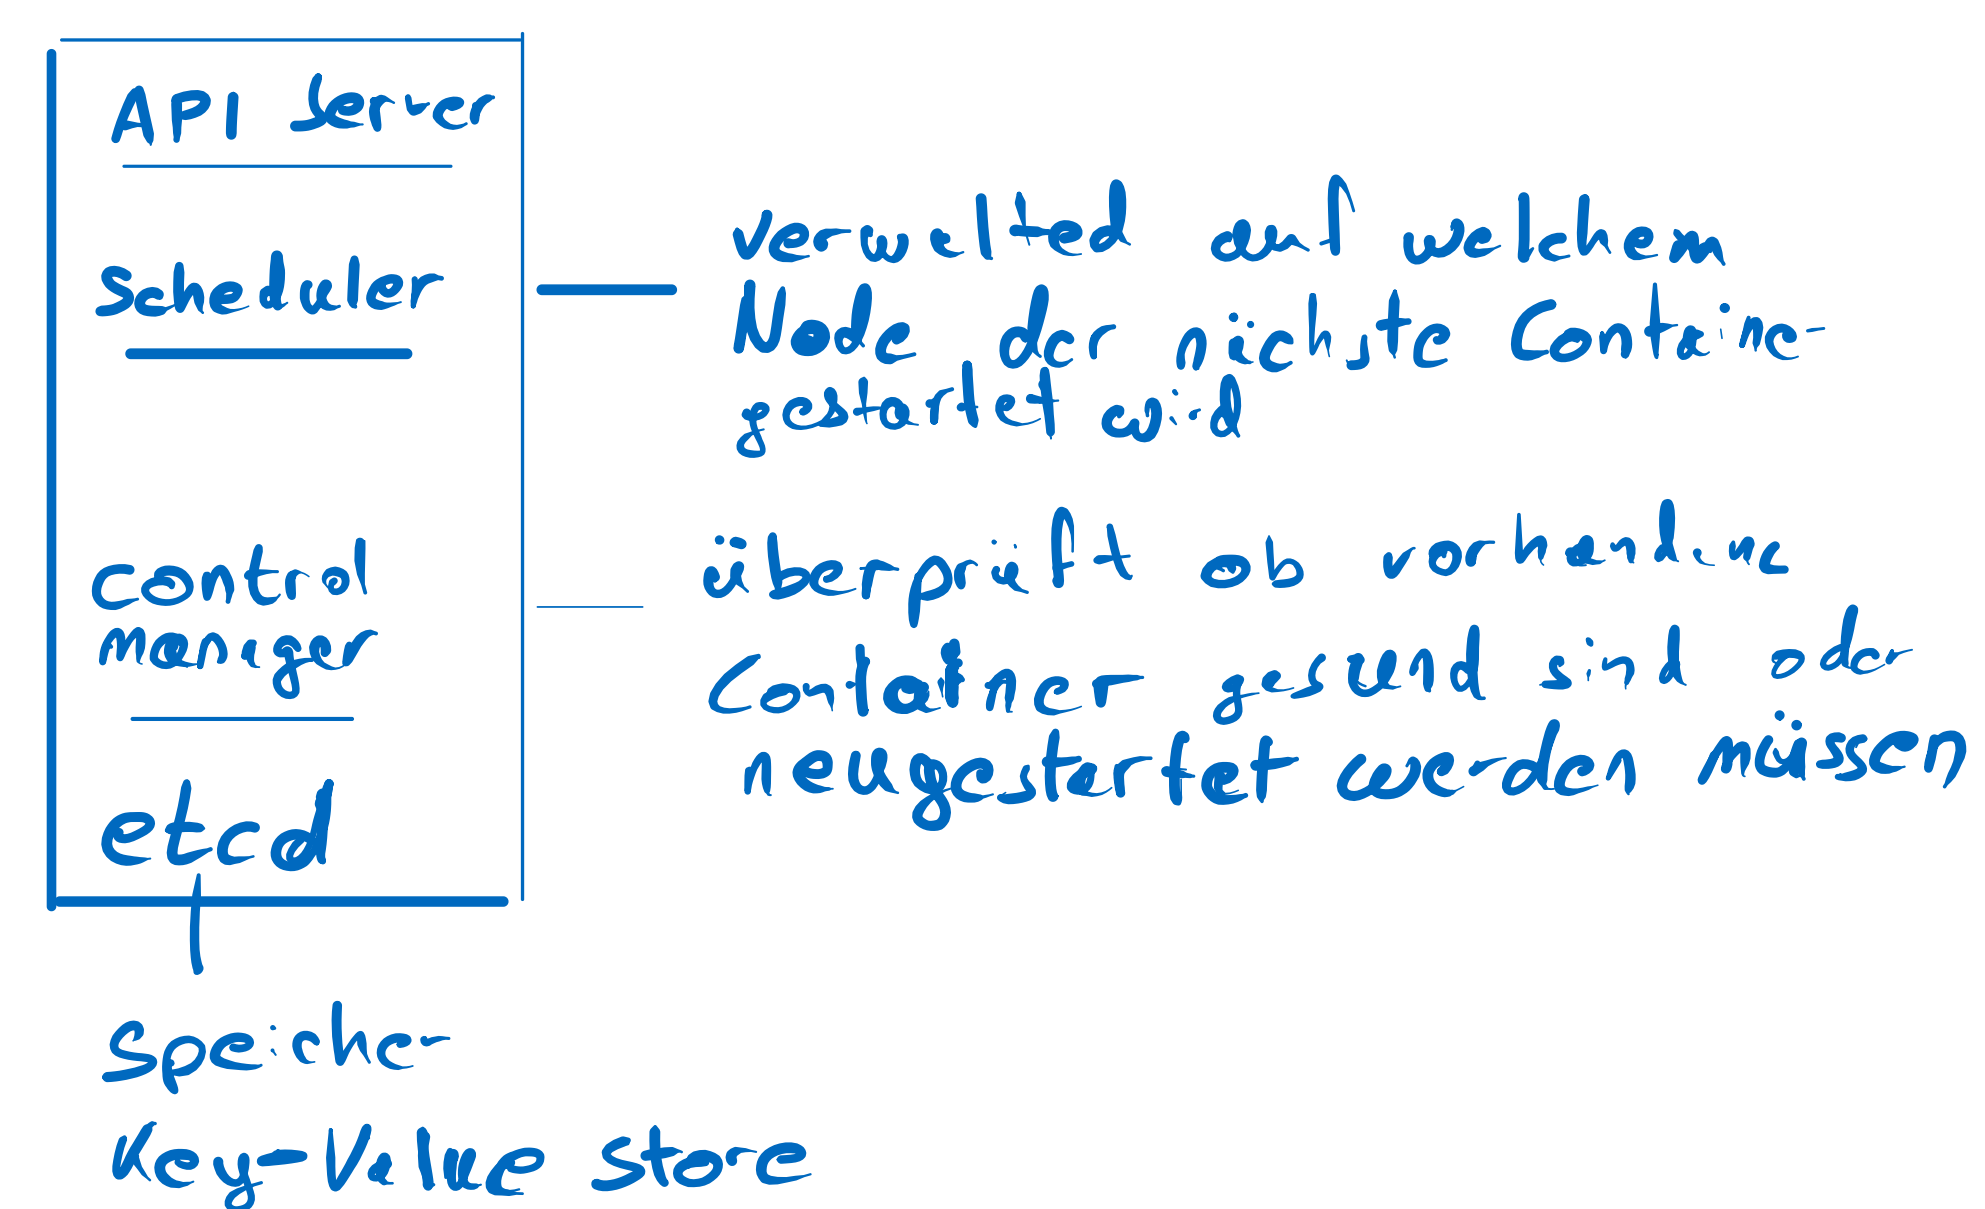 API Server
Scheduler
verwalted auf welchem
Node der nächste Container
gestartet wird
control
manager
überprüft ob vorhandene
Container gesund sind oder
neugestartet werden müssen
etcd
Speicher
Key-Value store